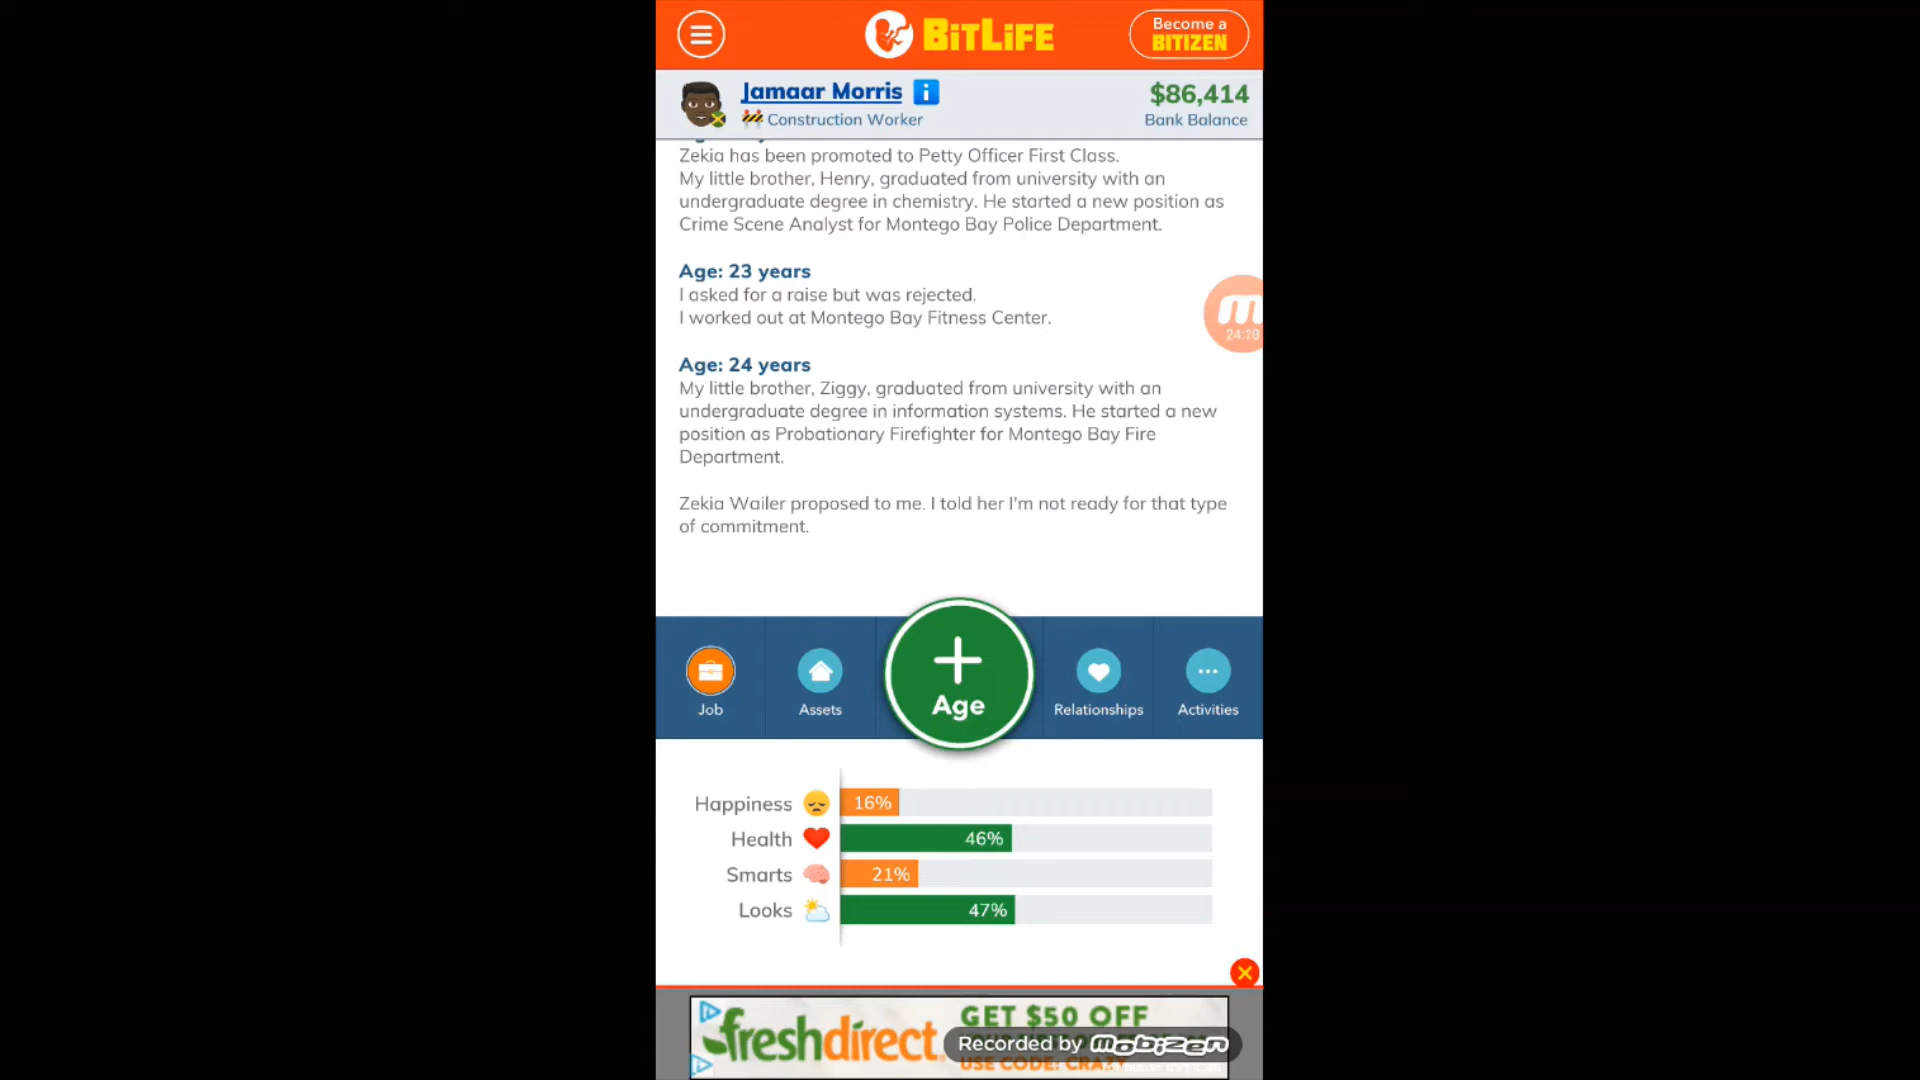 BITLIFE
Become a
BITIZEN
Jamaar Morris i
$86,414
Construction Worker
Bank Balance
Zekia has been promoted to Petty Officer First Class.
My little brother, Henry, graduated from university with an
undergraduate degree in chemistry. He started a new position as
Crime Scene Analyst for Montego Bay Police Department.
Age: 23 years
I asked for a raise but was rejected.
I worked out at Montego Bay Fitness Center.
24:20
Age: 24 years
My little brother, Ziggy, graduated from university with an
undergraduate degree in information systems. He started a new
position as Probationary Firefighter for Montego Bay Fire
Department.
Zekia Wailer proposed to me. I told her I'm not ready for that type
of commitment.
Job
Assets
Age
Relationships
Activities
Happiness 16%
Health 46%
Smarts 21%
Looks 47%
freshdirect
GET $50 OFF
Recorded by mobizen
USE CODE: